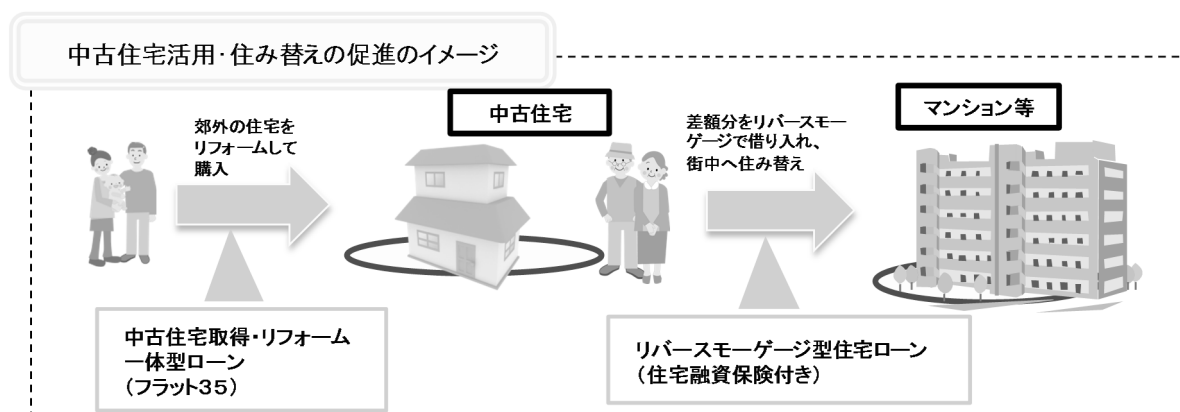 中古住宅活用・住み替えの促進のイメージ
郊外の住宅を
リフォームして
購入
中古住宅
差額分をリバースモー
ゲージで借り入れ、
街中へ住み替え
マンション等
中古住宅取得・リフォーム
一体型ローン
（フラット35）
リバースモーゲージ型住宅ローン
（住宅融資保険付き）